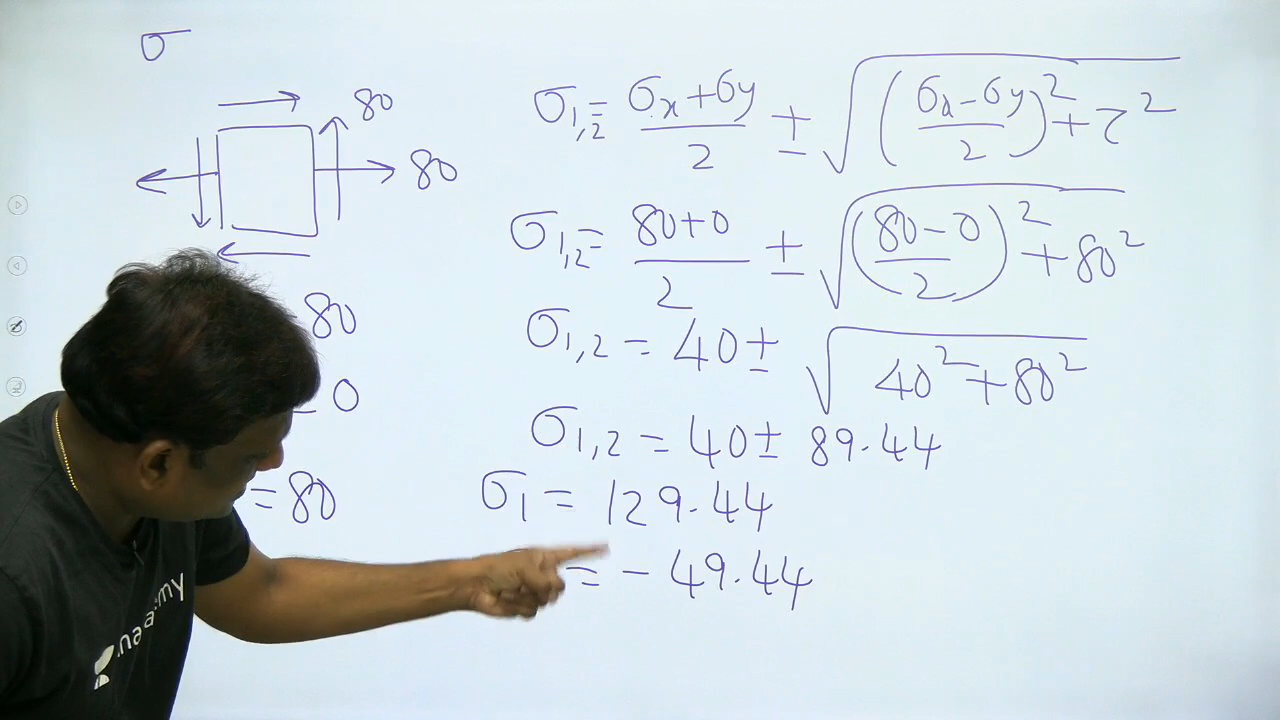 σ
80
80
80
= 0
= 80
σ1,2 = σx+σy / 2 ± √((σx−σy / 2)² + τ²)
σ1,2 = 80+0 / 2 ± √((80−0 / 2)² + 80²)
σ1,2 = 40 ± √(40² + 80²)
σ1,2 = 40 ± 89.44
σ1 = 129.44
= − 49.44